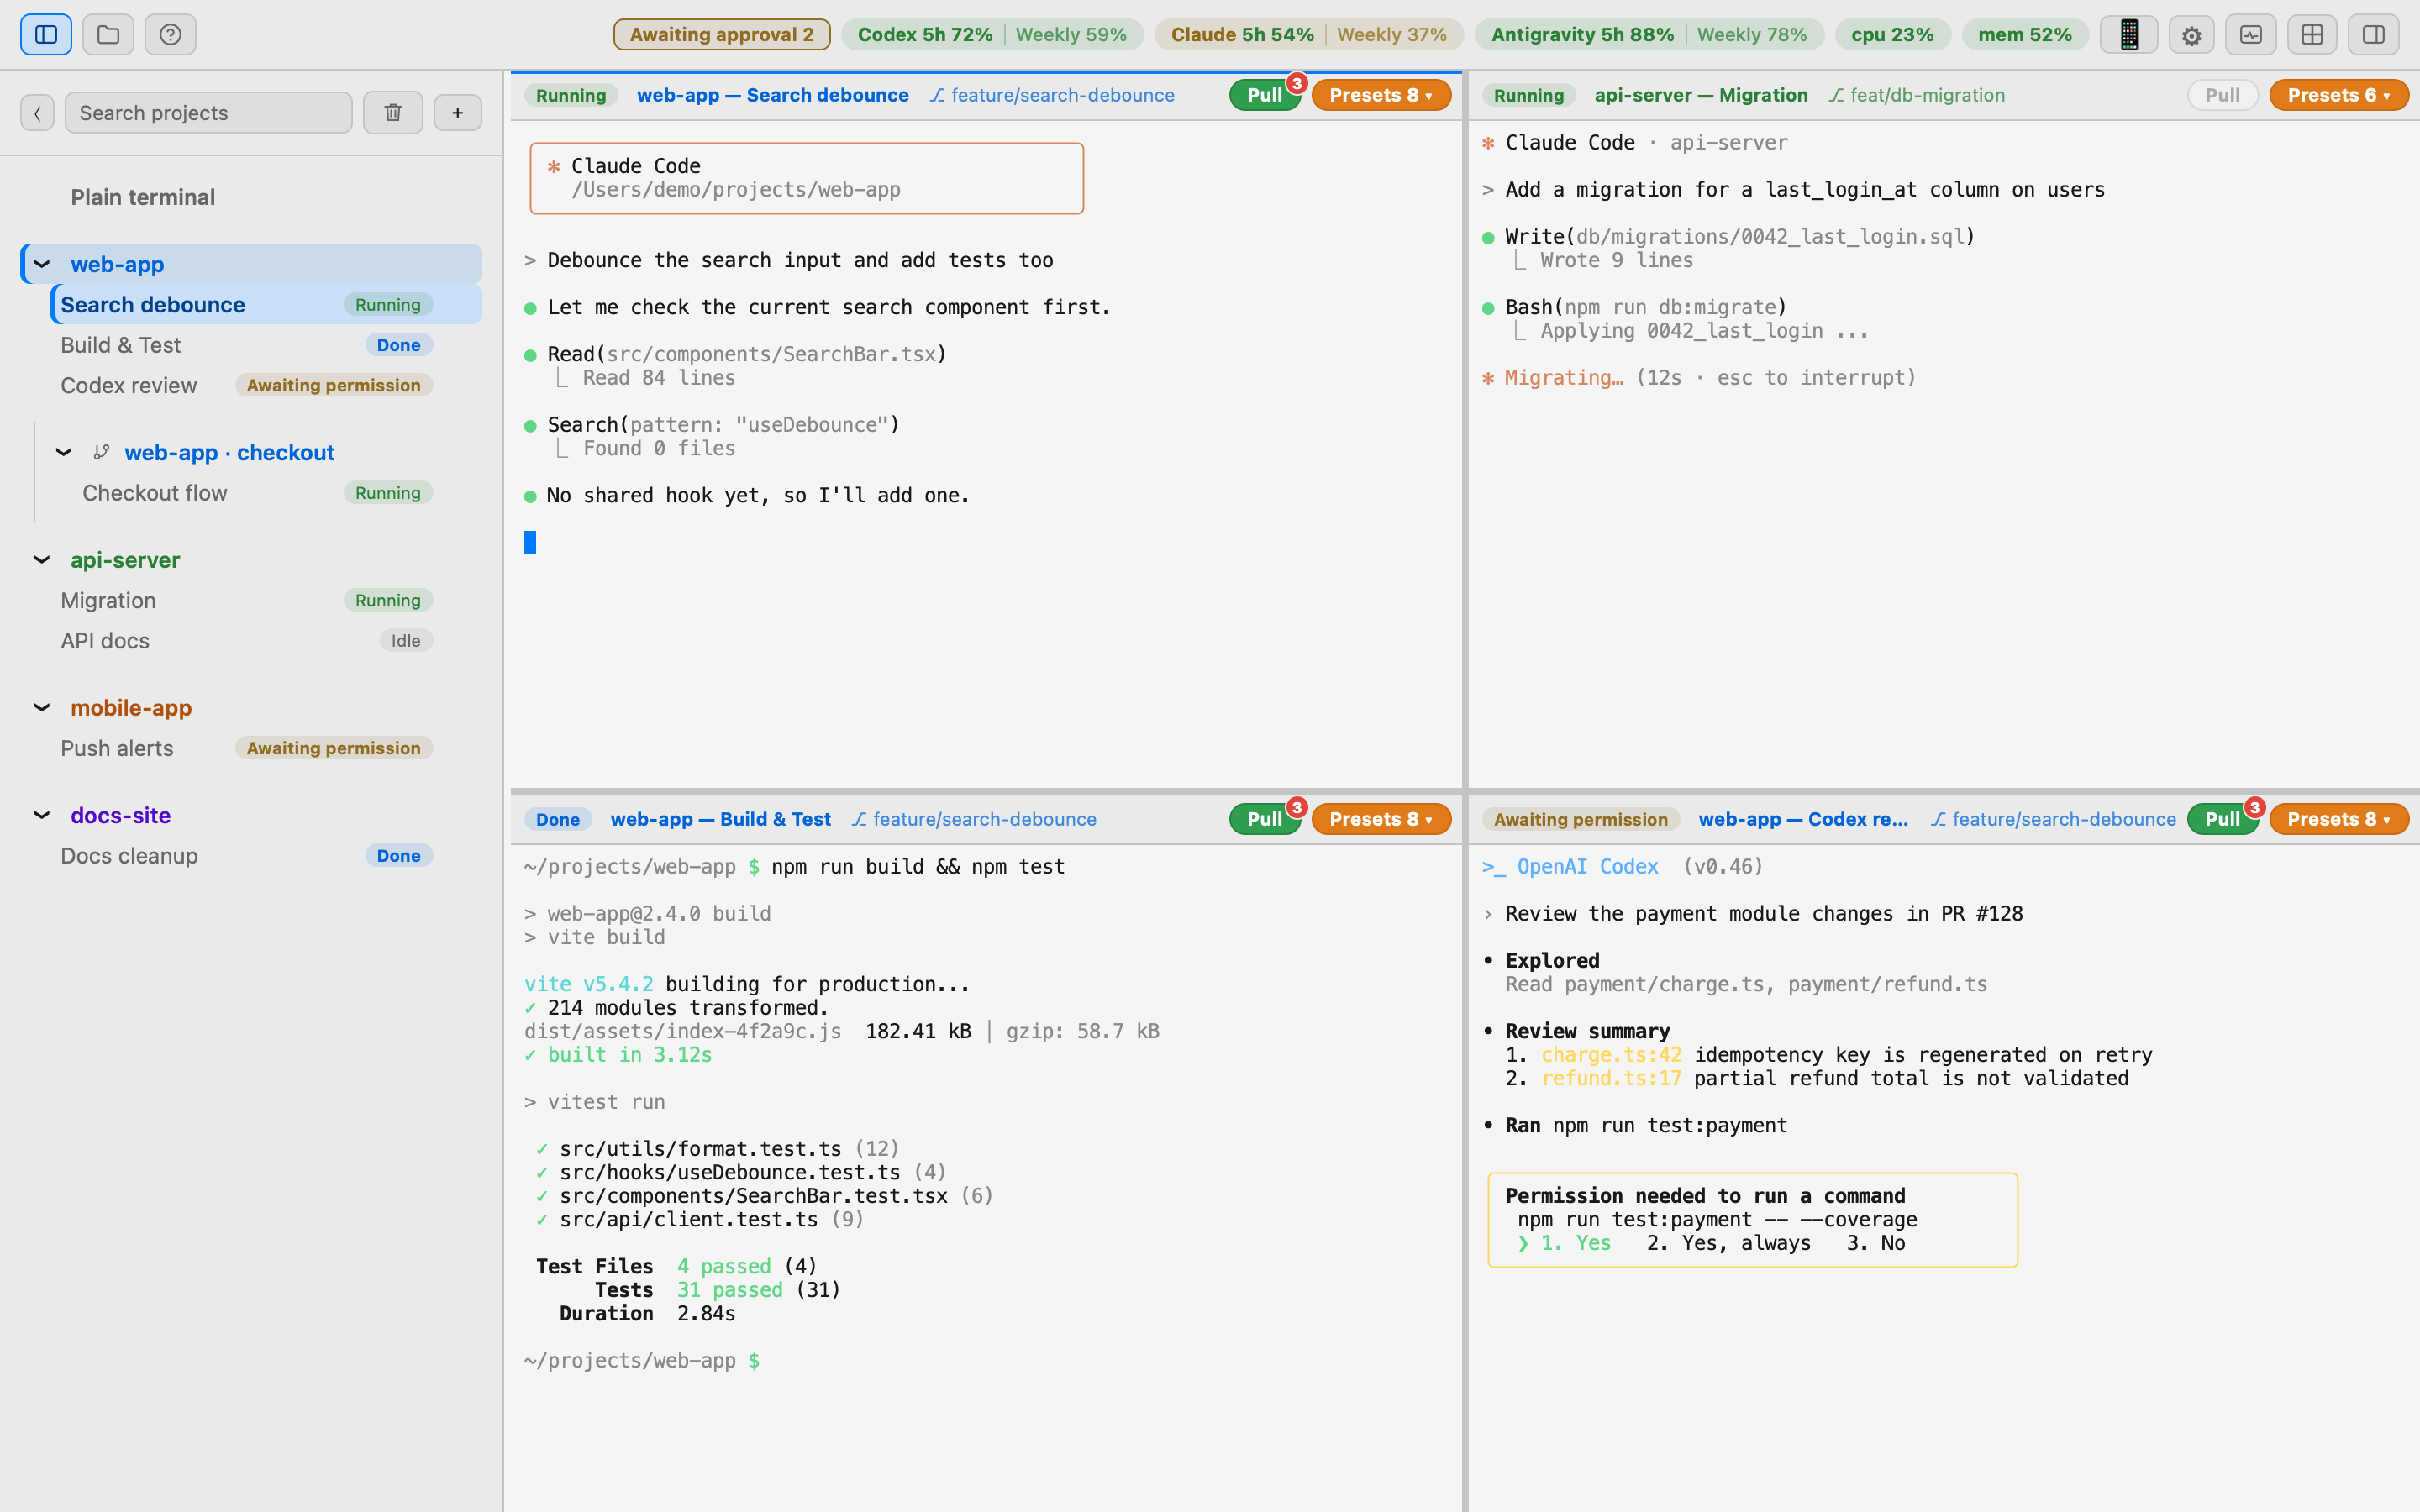 Awaiting approval 2
Codex 5h 72% | Weekly 59%
Claude 5h 54% | Weekly 37%
Antigravity 5h 88% | Weekly 78%
cpu 23%
mem 52%
Search projects
+
Plain terminal
web-app
Search debounce Running
Build & Test Done
Codex review Awaiting permission
web-app · checkout
Checkout flow Running
api-server
Migration Running
API docs Idle
mobile-app
Push alerts Awaiting permission
docs-site
Docs cleanup Done
Running web-app — Search debounce feature/search-debounce Pull 3 Presets 8 ▾
✻ Claude Code
/Users/demo/projects/web-app
> Debounce the search input and add tests too
● Let me check the current search component first.
● Read(src/components/SearchBar.tsx)
⎿ Read 84 lines
● Search(pattern: "useDebounce")
⎿ Found 0 files
● No shared hook yet, so I'll add one.
Running api-server — Migration feat/db-migration Pull Presets 6 ▾
✻ Claude Code · api-server
> Add a migration for a last_login_at column on users
● Write(db/migrations/0042_last_login.sql)
⎿ Wrote 9 lines
● Bash(npm run db:migrate)
⎿ Applying 0042_last_login ...
✻ Migrating… (12s · esc to interrupt)
Done web-app — Build & Test feature/search-debounce Pull 3 Presets 8 ▾
~/projects/web-app $ npm run build && npm test
> web-app@2.4.0 build
> vite build
vite v5.4.2 building for production...
✓ 214 modules transformed.
dist/assets/index-4f2a9c.js 182.41 kB │ gzip: 58.7 kB
✓ built in 3.12s
> vitest run
✓ src/utils/format.test.ts (12)
✓ src/hooks/useDebounce.test.ts (4)
✓ src/components/SearchBar.test.tsx (6)
✓ src/api/client.test.ts (9)
Test Files 4 passed (4)
Tests 31 passed (31)
Duration 2.84s
~/projects/web-app $
Awaiting permission web-app — Codex re... feature/search-debounce Pull 3 Presets 8 ▾
>_ OpenAI Codex (v0.46)
› Review the payment module changes in PR #128
• Explored
Read payment/charge.ts, payment/refund.ts
• Review summary
1. charge.ts:42 idempotency key is regenerated on retry
2. refund.ts:17 partial refund total is not validated
• Ran npm run test:payment
Permission needed to run a command
npm run test:payment -- --coverage
❯ 1. Yes 2. Yes, always 3. No